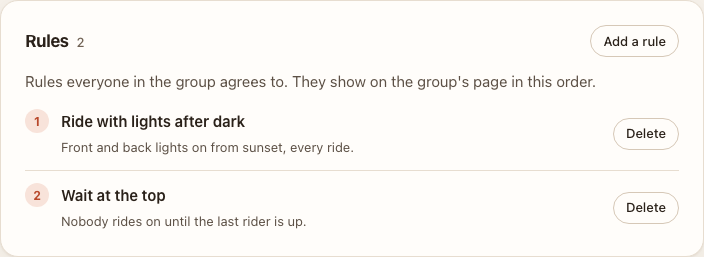 Rules 2
Add a rule
Rules everyone in the group agrees to. They show on the group's page in this order.
1 Ride with lights after dark
Front and back lights on from sunset, every ride.
Delete
2 Wait at the top
Nobody rides on until the last rider is up.
Delete